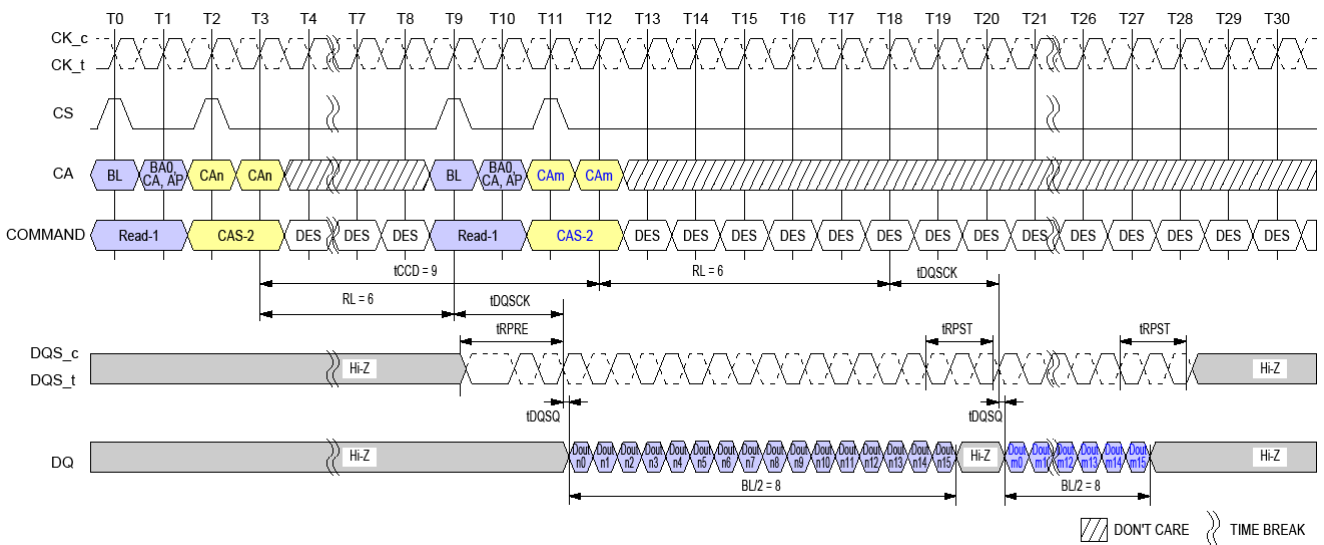 T0 T1 T2 T3 T4 T7 T8 T9 T10 T11 T12 T13 T14 T15 T16 T17 T18 T19 T20 T21 T26 T27 T28 T29 T30
CK_c
CK_t
CS
CA BL BA0, CA, AP CAn CAn BL BA0, CA, AP CAm CAm
COMMAND Read-1 CAS-2 DES DES DES Read-1 CAS-2 DES DES DES DES DES DES DES DES DES DES DES DES DES DES
tCCD = 9 RL = 6 tDQSCK
RL = 6 tDQSCK
tRPRE tRPST tRPST
DQS_c
DQS_t
Hi-Z Hi-Z
tDQSQ tDQSQ
DQ Hi-Z Dout n0 Dout n1 Dout n2 Dout n3 Dout n4 Dout n5 Dout n6 Dout n7 Dout n8 Dout n9 Dout n10 Dout n11 Dout n12 Dout n13 Dout n14 Dout n15 Hi-Z Dout m0 Dout m1 Dout m12 Dout m13 Dout m14 Dout m15 Hi-Z
BL/2 = 8 BL/2 = 8
DON'T CARE TIME BREAK